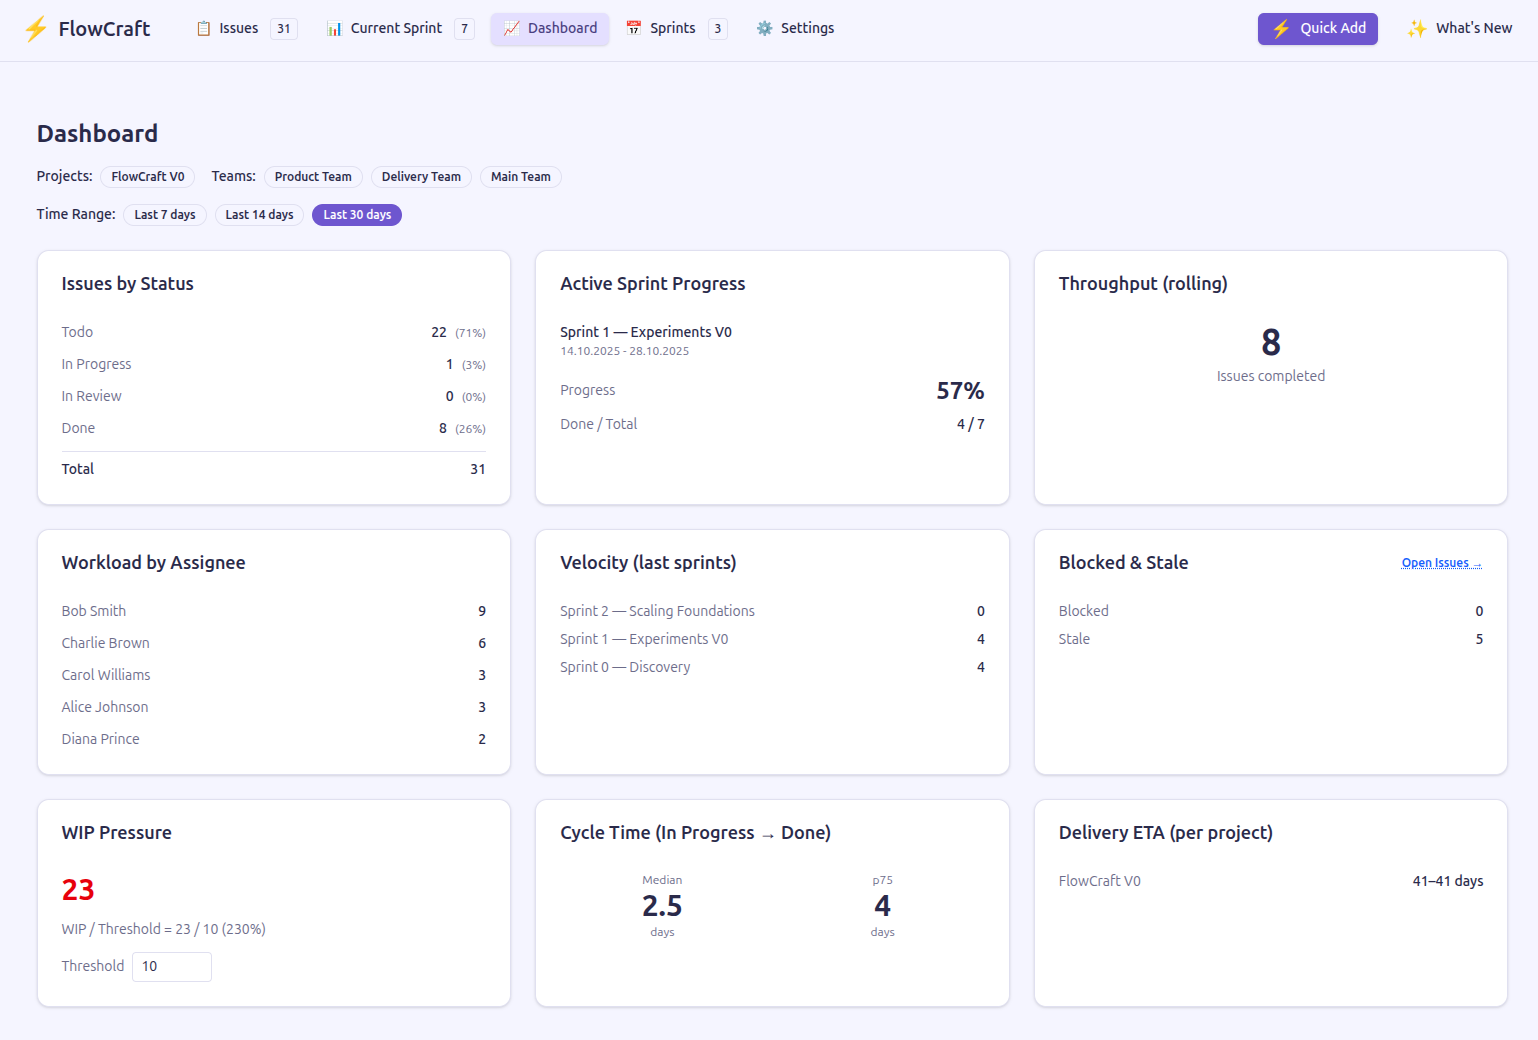 FlowCraft Issues 31 Current Sprint 7 Dashboard Sprints 3 Settings Quick Add What's New
Dashboard
Projects: FlowCraft V0 Teams: Product Team Delivery Team Main Team
Time Range: Last 7 days Last 14 days Last 30 days
Issues by Status
Todo 22 (71%)
In Progress 1 (3%)
In Review 0 (0%)
Done 8 (26%)
Total 31
Active Sprint Progress
Sprint 1 — Experiments V0
14.10.2025 - 28.10.2025
Progress 57%
Done / Total 4 / 7
Throughput (rolling)
8
Issues completed
Workload by Assignee
Bob Smith 9
Charlie Brown 6
Carol Williams 3
Alice Johnson 3
Diana Prince 2
Velocity (last sprints)
Sprint 2 — Scaling Foundations 0
Sprint 1 — Experiments V0 4
Sprint 0 — Discovery 4
Blocked & Stale Open Issues →
Blocked 0
Stale 5
WIP Pressure
23
WIP / Threshold = 23 / 10 (230%)
Threshold 10
Cycle Time (In Progress → Done)
Median p75
2.5 4
days days
Delivery ETA (per project)
FlowCraft V0 41–41 days